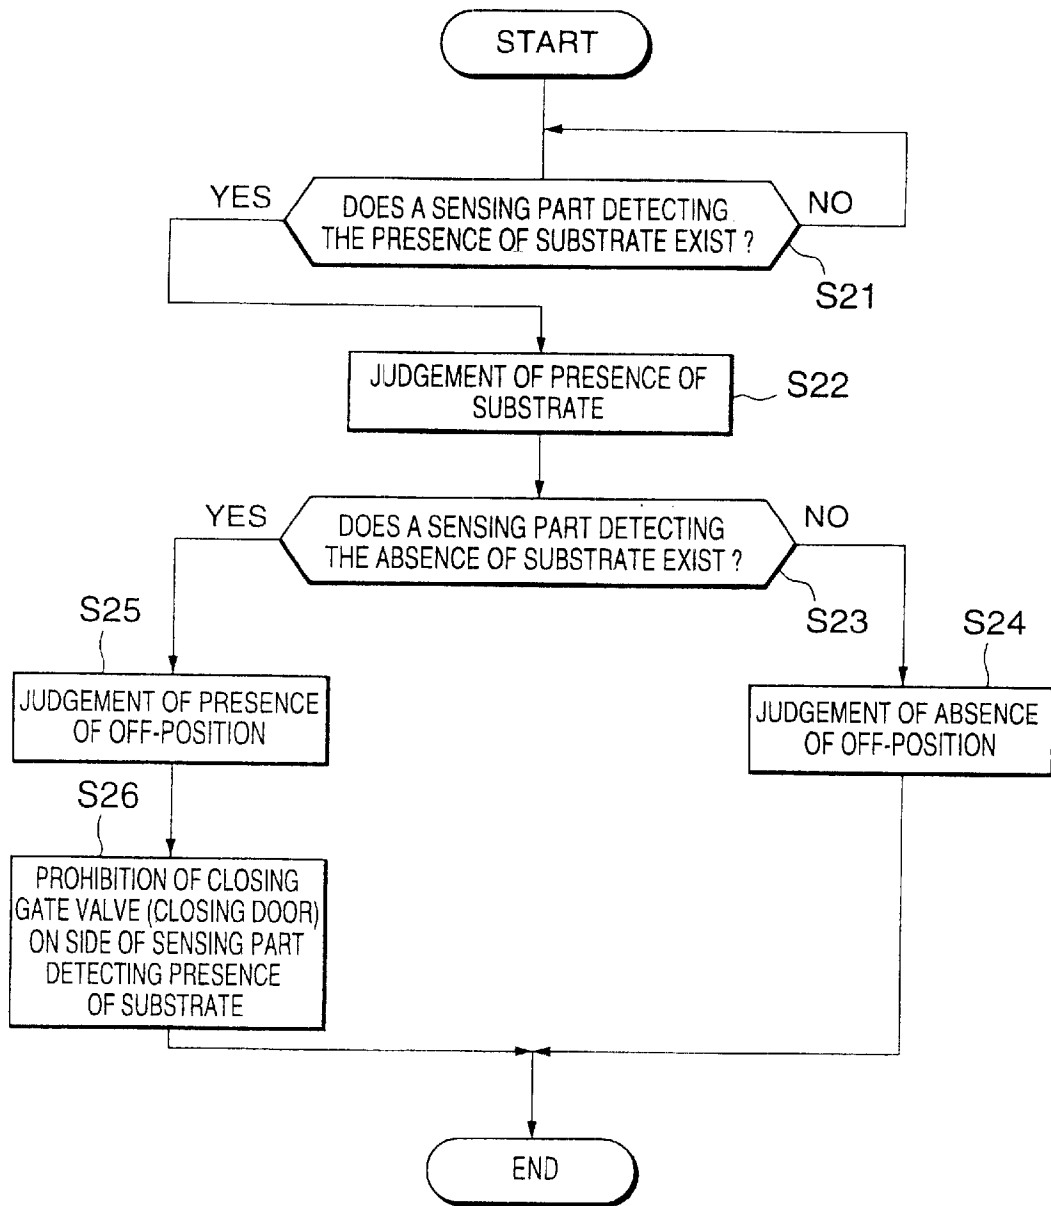 START
YES
DOES A SENSING PART DETECTING
THE PRESENCE OF SUBSTRATE EXIST ?
NO
S21
JUDGEMENT OF PRESENCE OF
SUBSTRATE
S22
YES
DOES A SENSING PART DETECTING
THE ABSENCE OF SUBSTRATE EXIST ?
NO
S23
S25
S24
JUDGEMENT OF PRESENCE
OF OFF-POSITION
JUDGEMENT OF ABSENCE
OF OFF-POSITION
S26
PROHIBITION OF CLOSING
GATE VALVE (CLOSING DOOR)
ON SIDE OF SENSING PART
DETECTING PRESENCE
OF SUBSTRATE
END